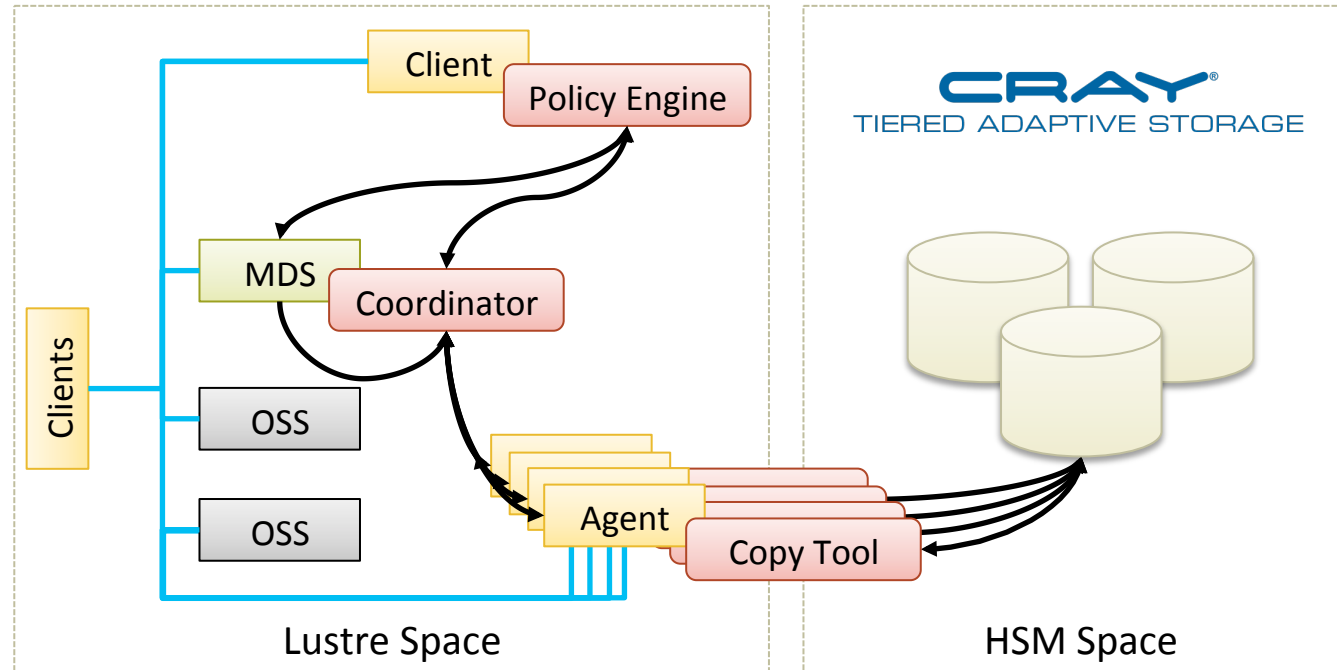 Client
Policy Engine
CRAY®
TIERED ADAPTIVE STORAGE
MDS
Coordinator
Clients
OSS
OSS
Agent
Copy Tool
Lustre Space
HSM Space